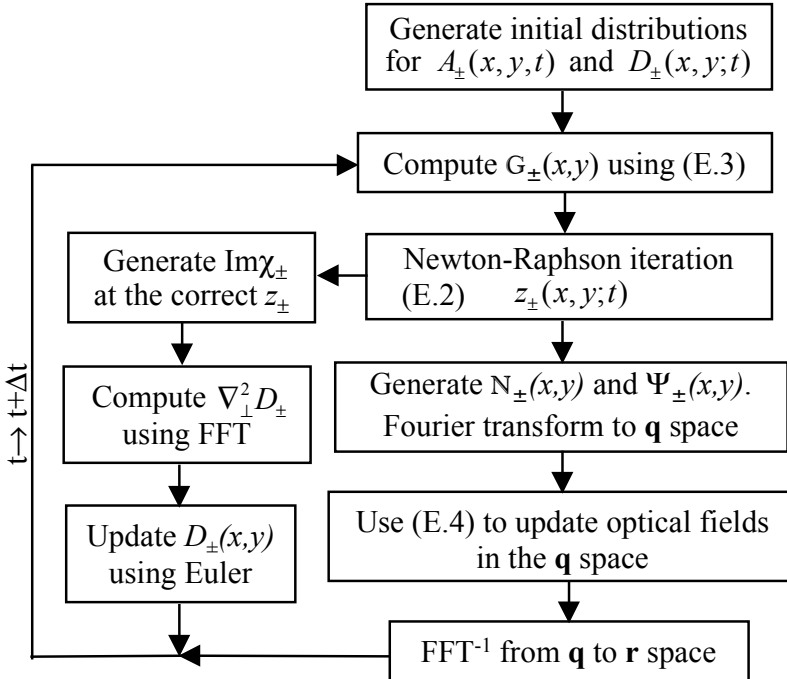 Generate initial distributions
for A±(x, y,t) and D±(x, y;t)
Compute G±(x,y) using (E.3)
Newton-Raphson iteration
(E.2) z±(x, y;t)
Generate Imχ±
at the correct z±
Compute ∇²⊥D±
using FFT
Update D±(x,y)
using Euler
Generate N±(x,y) and Ψ±(x,y).
Fourier transform to q space
Use (E.4) to update optical fields
in the q space
FFT⁻¹ from q to r space
t→ t+Δt